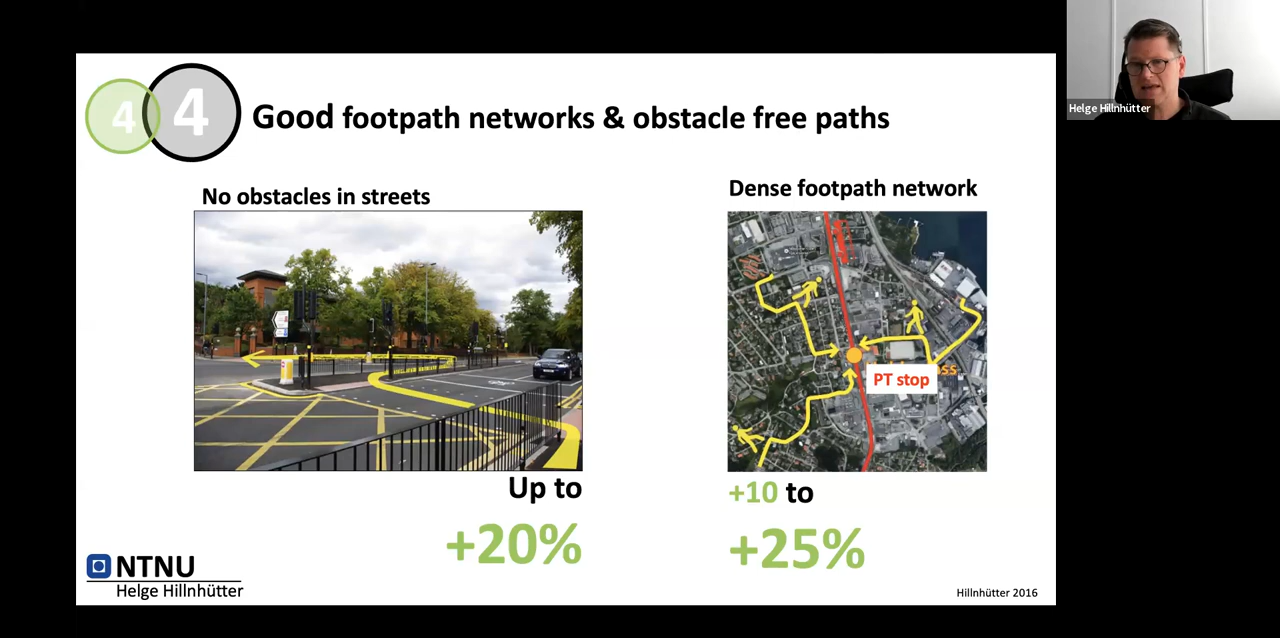 4 4
Good footpath networks & obstacle free paths
No obstacles in streets
Up to
+20%
Dense footpath network
PT stop
+10 to
+25%
NTNU
Helge Hillnhütter
Hillnhütter 2016
Helge Hillnhütter